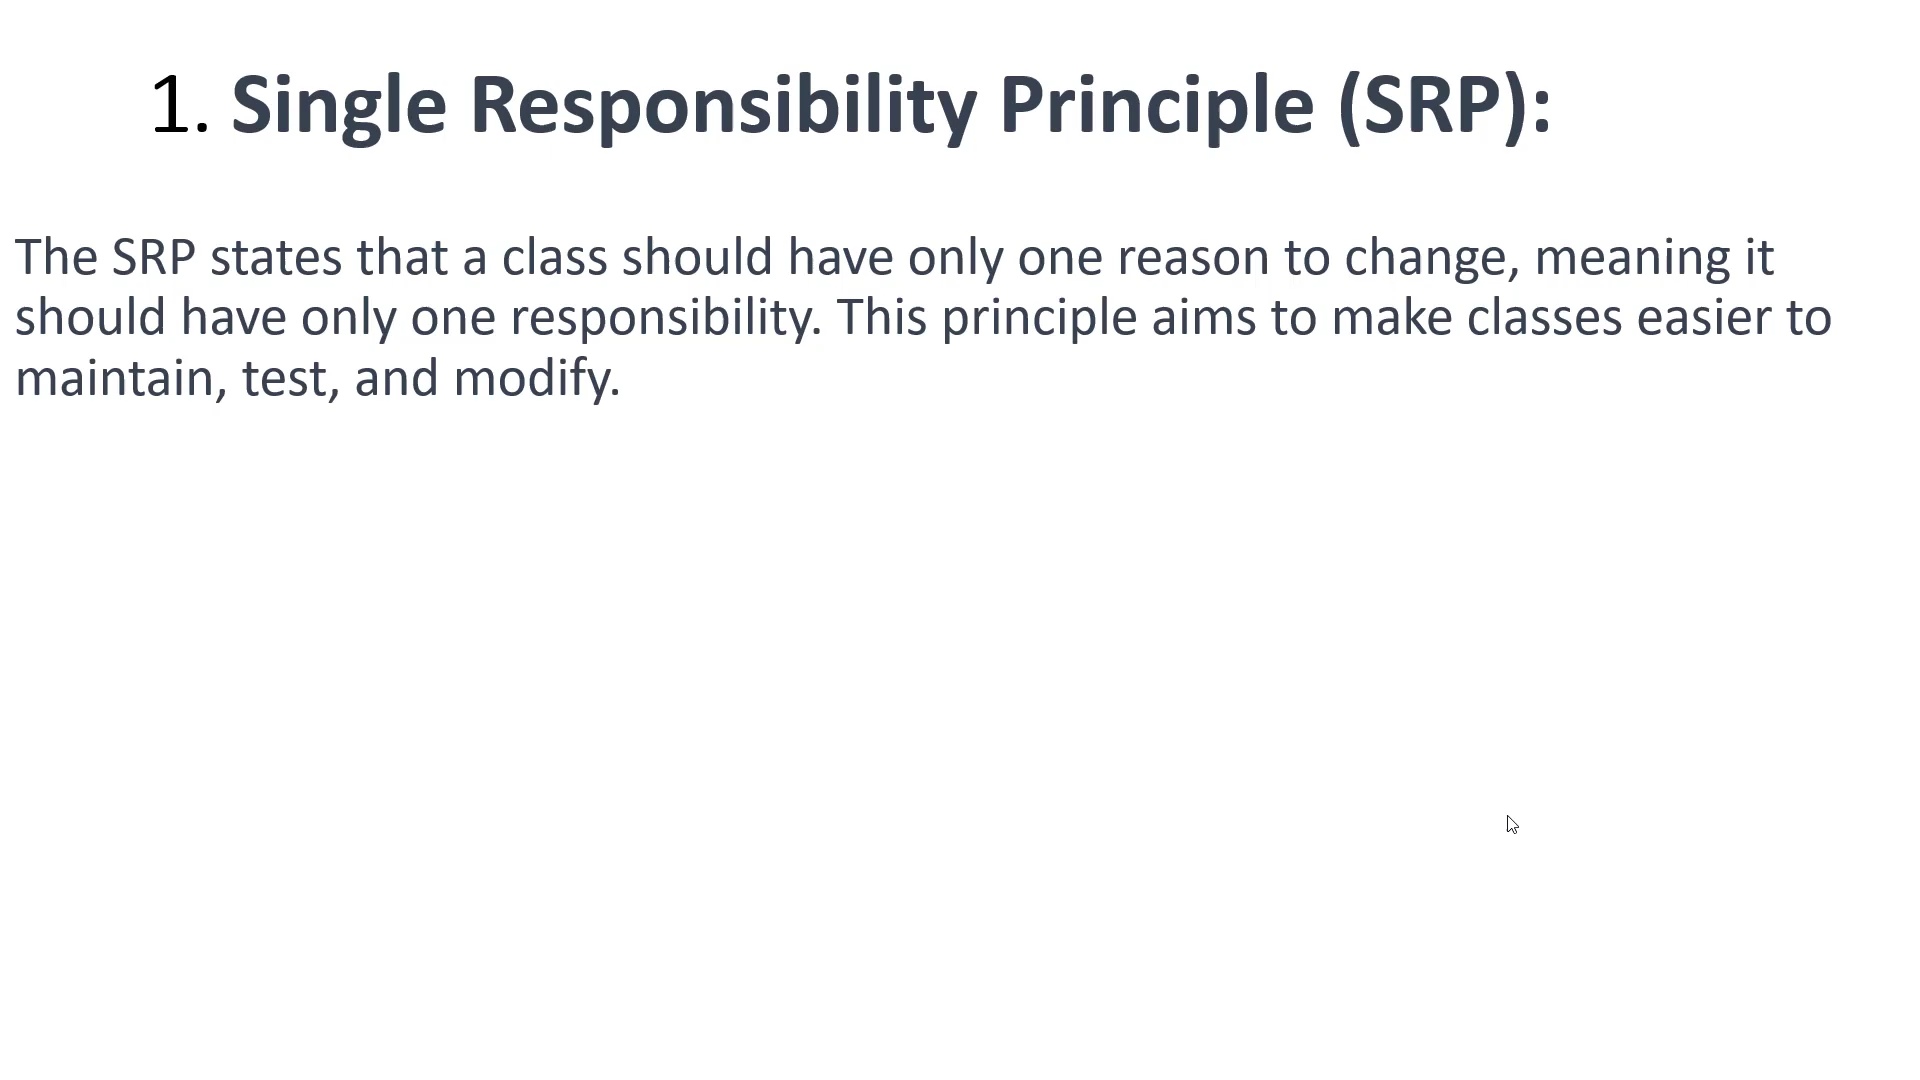 1. Single Responsibility Principle (SRP):
The SRP states that a class should have only one reason to change, meaning it
should have only one responsibility. This principle aims to make classes easier to
maintain, test, and modify.